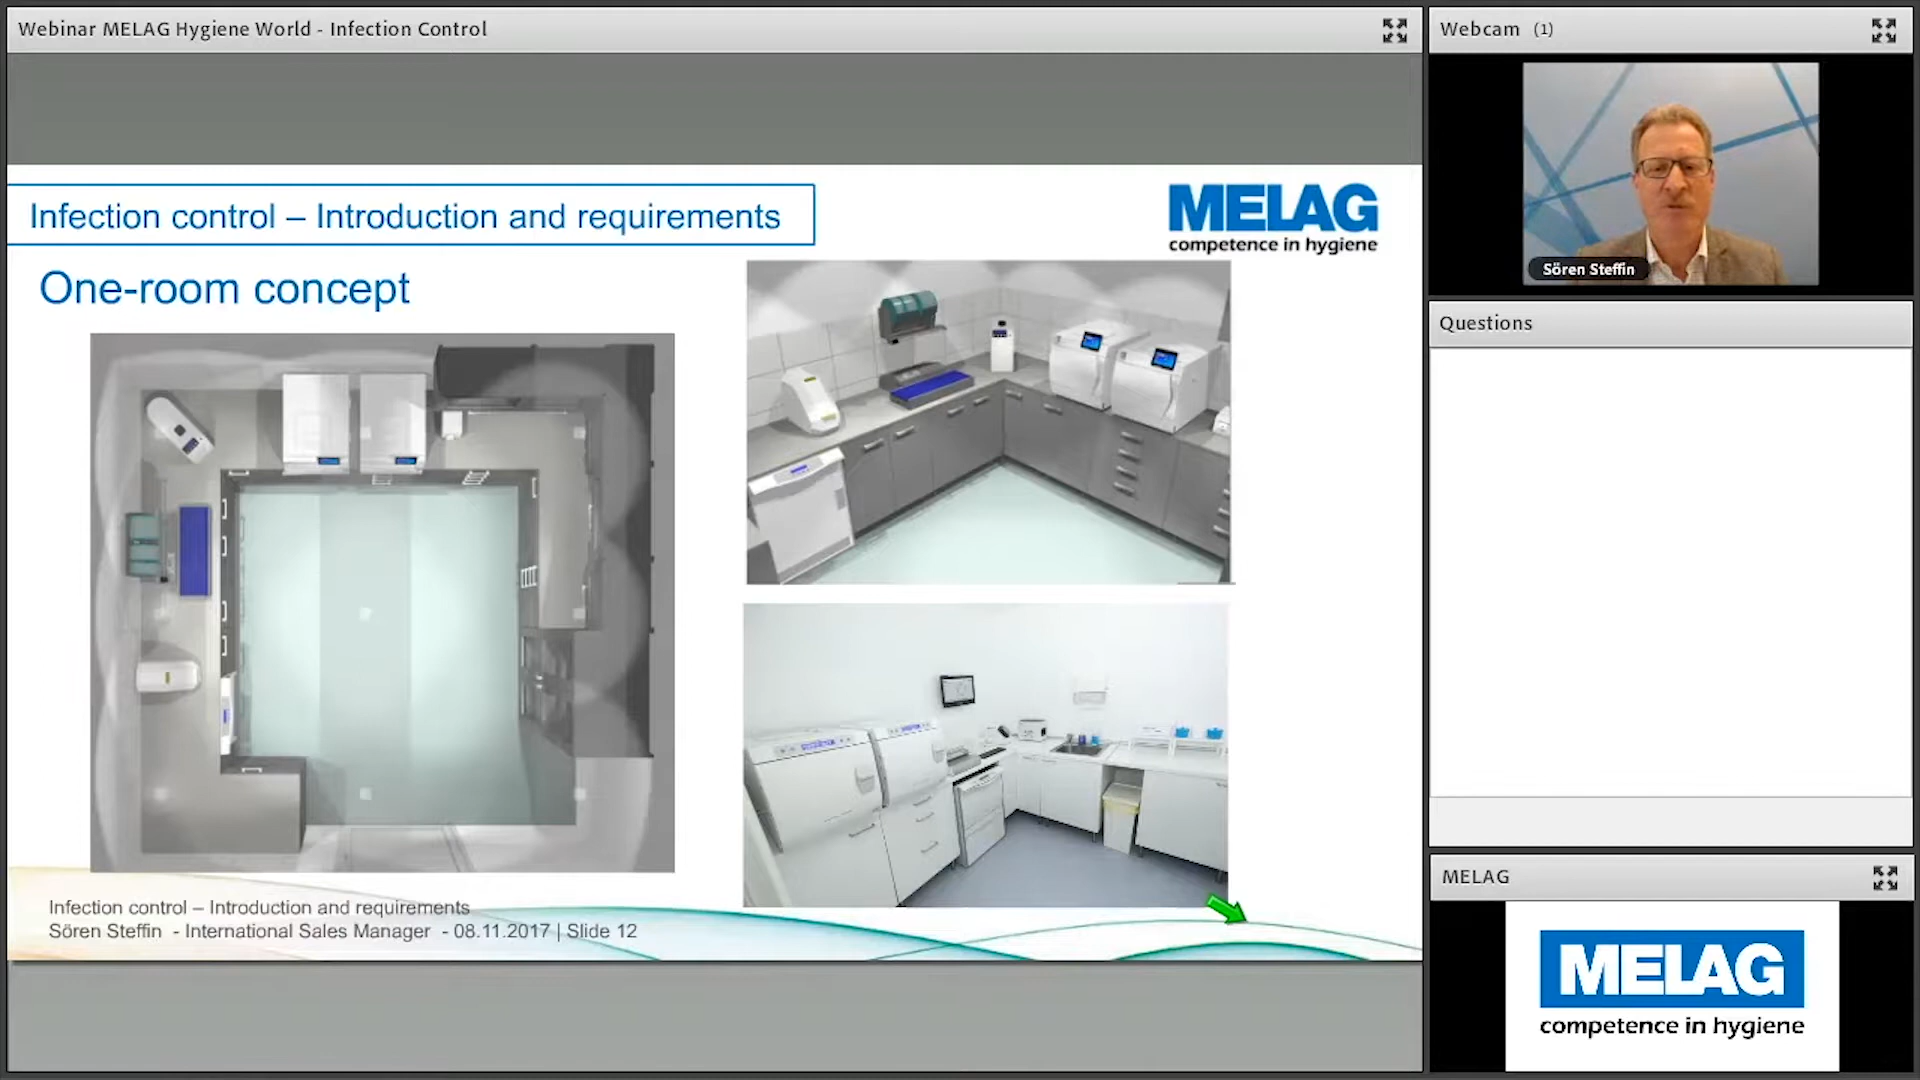 Webinar MELAG Hygiene World - Infection Control
Infection control – Introduction and requirements
MELAG
competence in hygiene
One-room concept
Infection control – Introduction and requirements
Sören Steffin - International Sales Manager - 08.11.2017 | Slide 12
Webcam (1)
Sören Steffin
Questions
MELAG
MELAG
competence in hygiene